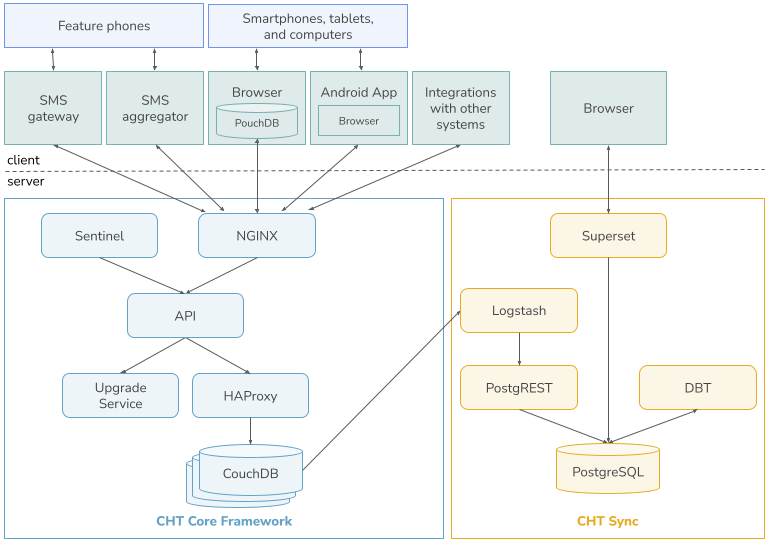 Feature phones
Smartphones, tablets,
and computers
SMS
gateway
SMS
aggregator
Browser
PouchDB
Android App
Browser
Integrations
with other
systems
Browser
client
server
Sentinel
NGINX
Superset
API
Logstash
Upgrade
Service
HAProxy
PostgREST
DBT
CouchDB
PostgreSQL
CHT Core Framework
CHT Sync